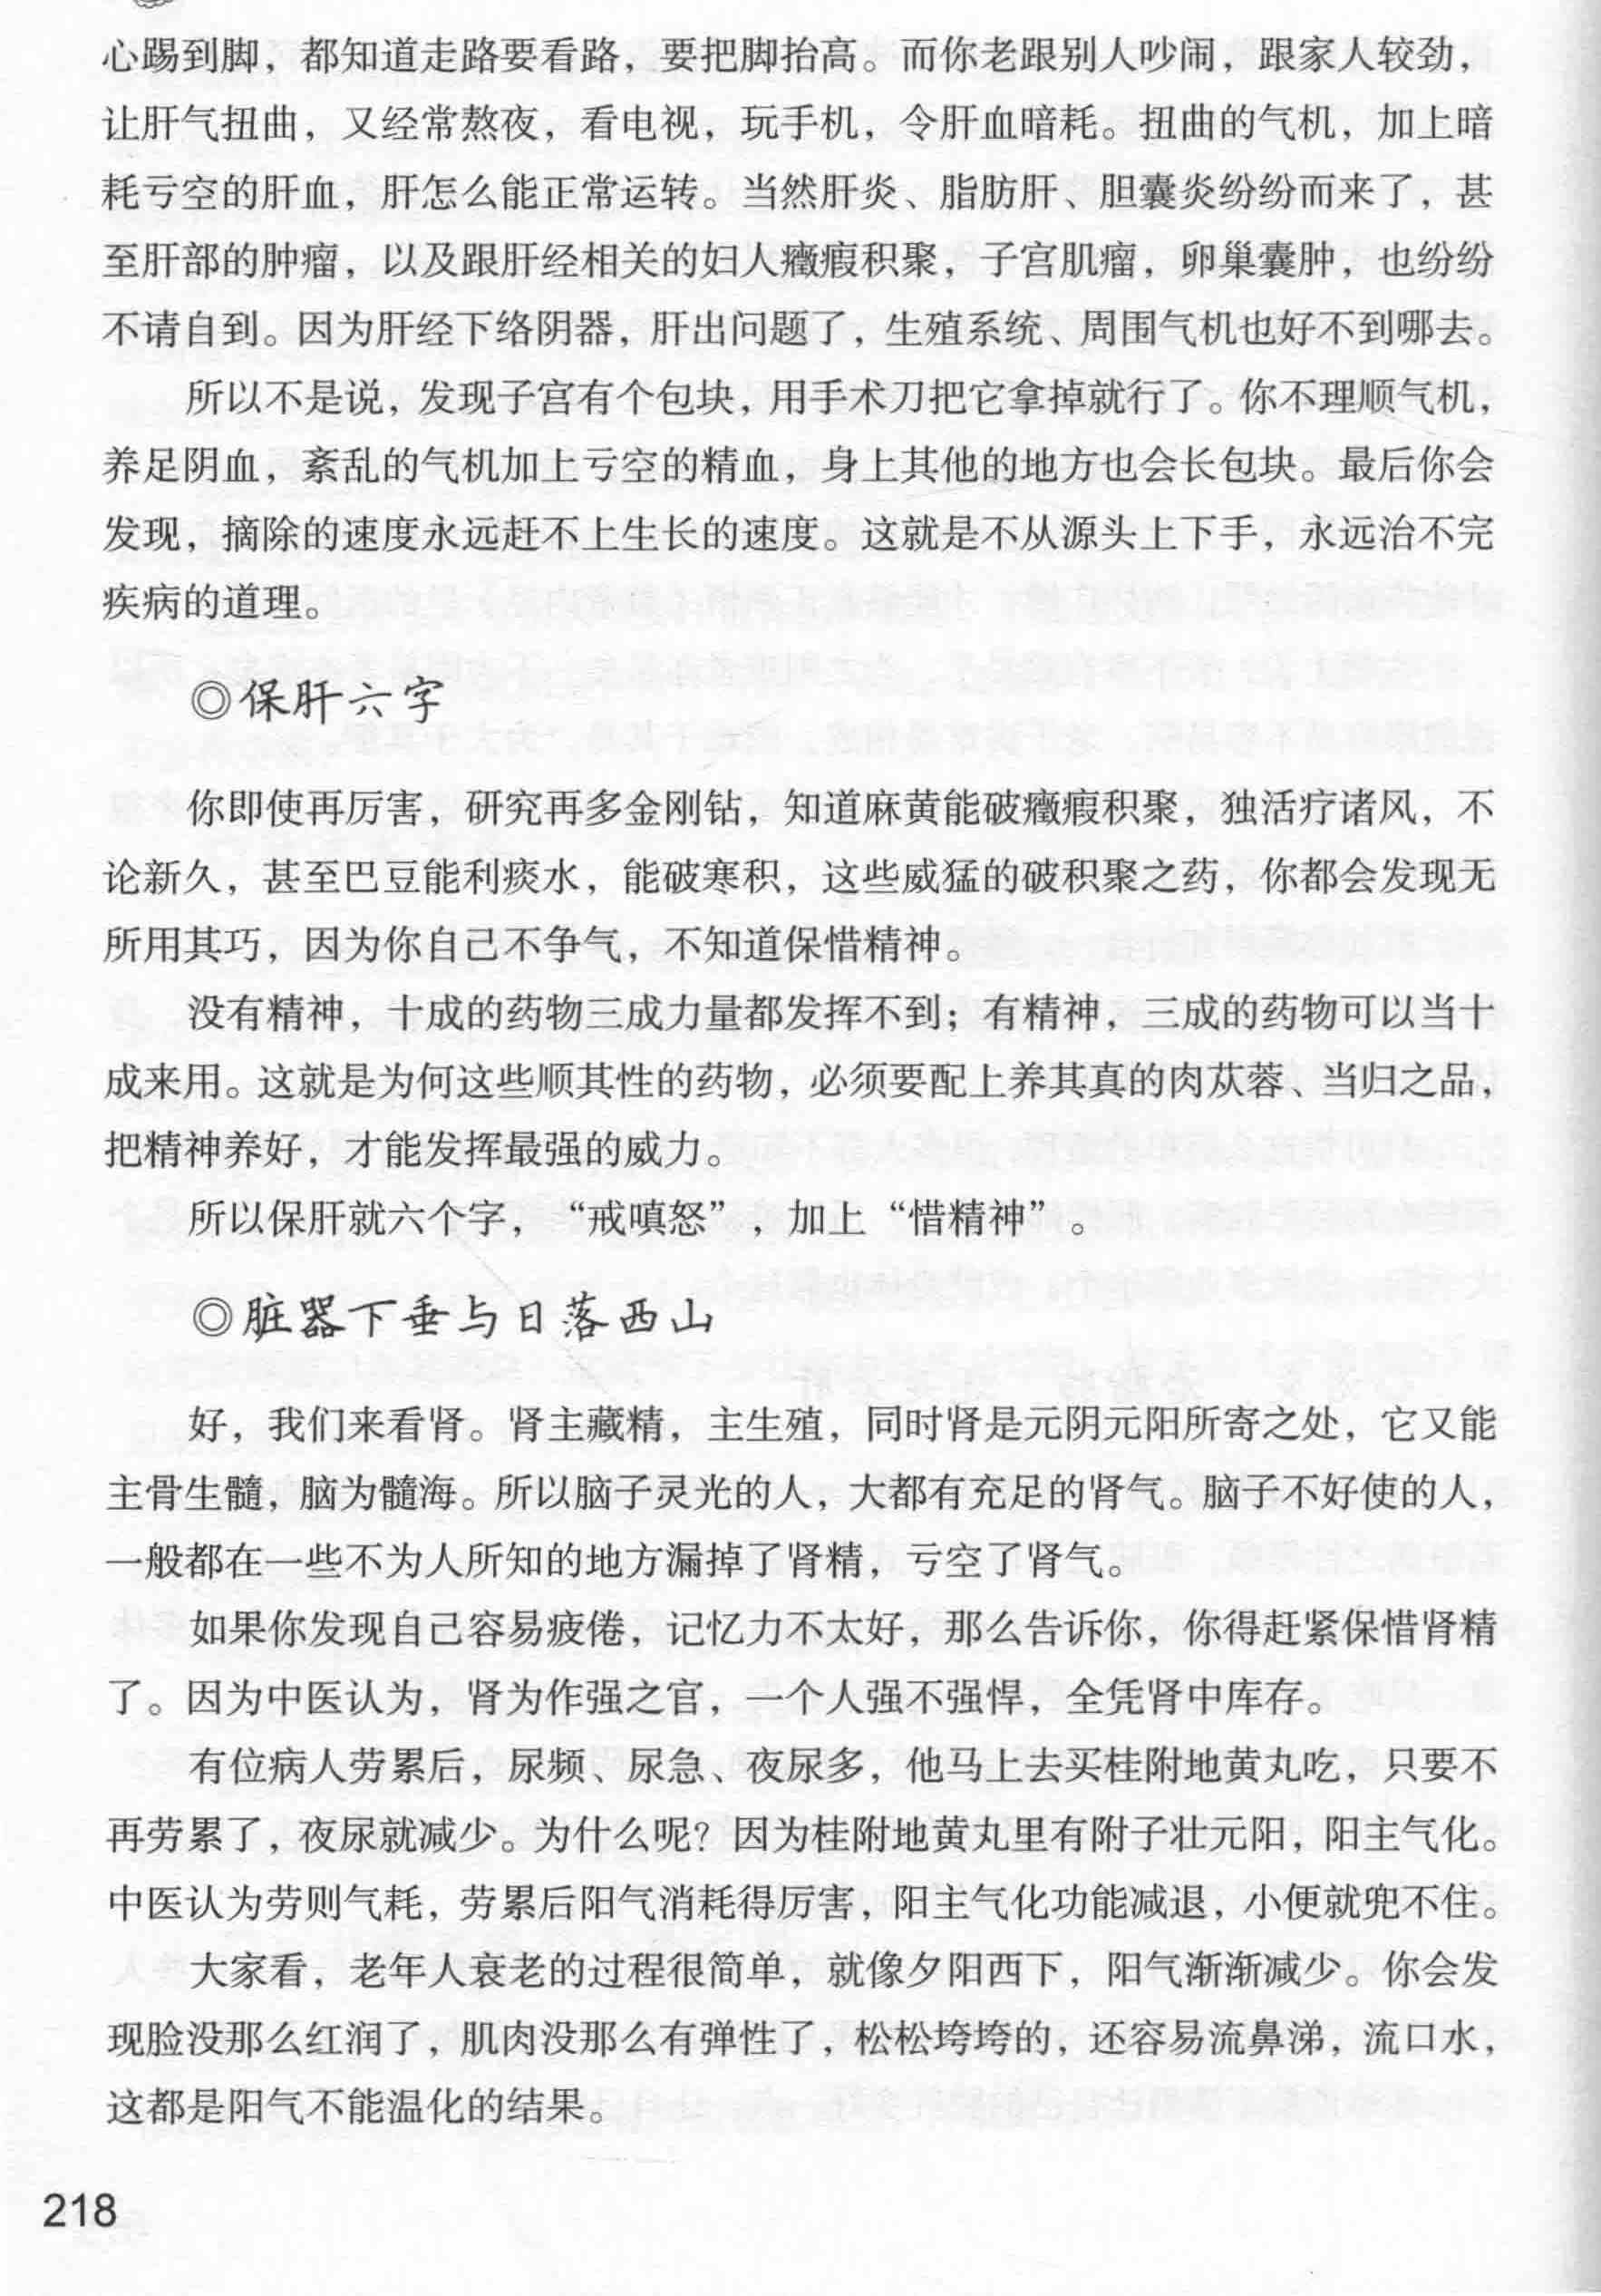 心踢到脚，都知道走路要看路，要把脚抬高。而你老跟别人吵闹，跟家人较劲，
让肝气扭曲，又经常熬夜，看电视，玩手机，令肝血暗耗。扭曲的气机，加上暗
耗亏空的肝血，肝怎么能正常运转。当然肝炎、脂肪肝、胆囊炎纷纷而来了，甚
至肝部的肿瘤，以及跟肝经相关的妇人癥瘕积聚，子宫肌瘤，卵巢囊肿，也纷纷
不请自到。因为肝经下络阴器，肝出问题了，生殖系统、周围气机也好不到哪去。
所以不是说，发现子宫有个包块，用手术刀把它拿掉就行了。你不理顺气机，
养足阴血，紊乱的气机加上亏空的精血，身上其他的地方也会长包块。最后你会
发现，摘除的速度永远赶不上生长的速度。这就是不从源头上下手，永远治不完
疾病的道理。
◎保肝六字
你即使再厉害，研究再多金刚钻，知道麻黄能破癥瘕积聚，独活疗诸风，不
论新久，甚至巴豆能利痰水，能破寒积，这些威猛的破积聚之药，你都会发现无
所用其巧，因为你自己不争气，不知道保惜精神。
没有精神，十成的药物三成力量都发挥不到；有精神，三成的药物可以当十
成来用。这就是为何这些顺其性的药物，必须要配上养其真的肉苁蓉、当归之品，
把精神养好，才能发挥最强的威力。
所以保肝就六个字，“戒嗔怒”，加上“惜精神”。
◎脏器下垂与日落西山
好，我们来看肾。肾主藏精，主生殖，同时肾是元阴元阳所寄之处，它又能
主骨生髓，脑为髓海。所以脑子灵光的人，大都有充足的肾气。脑子不好使的人，
一般都在一些不为人所知的地方漏掉了肾精，亏空了肾气。
如果你发现自己容易疲倦，记忆力不太好，那么告诉你，你得赶紧保惜肾精
了。因为中医认为，肾为作强之官，一个人强不强悍，全凭肾中库存。
有位病人劳累后，尿频、尿急、夜尿多，他马上去买桂附地黄丸吃，只要不
再劳累了，夜尿就减少。为什么呢？因为桂附地黄丸里有附子壮元阳，阳主气化。
中医认为劳则气耗，劳累后阳气消耗得厉害，阳主气化功能减退，小便就兜不住。
大家看，老年人衰老的过程很简单，就像夕阳西下，阳气渐渐减少。你会发
现脸没那么红润了，肌肉没那么有弹性了，松松垮垮的，还容易流鼻涕，流口水，
这都是阳气不能温化的结果。
218